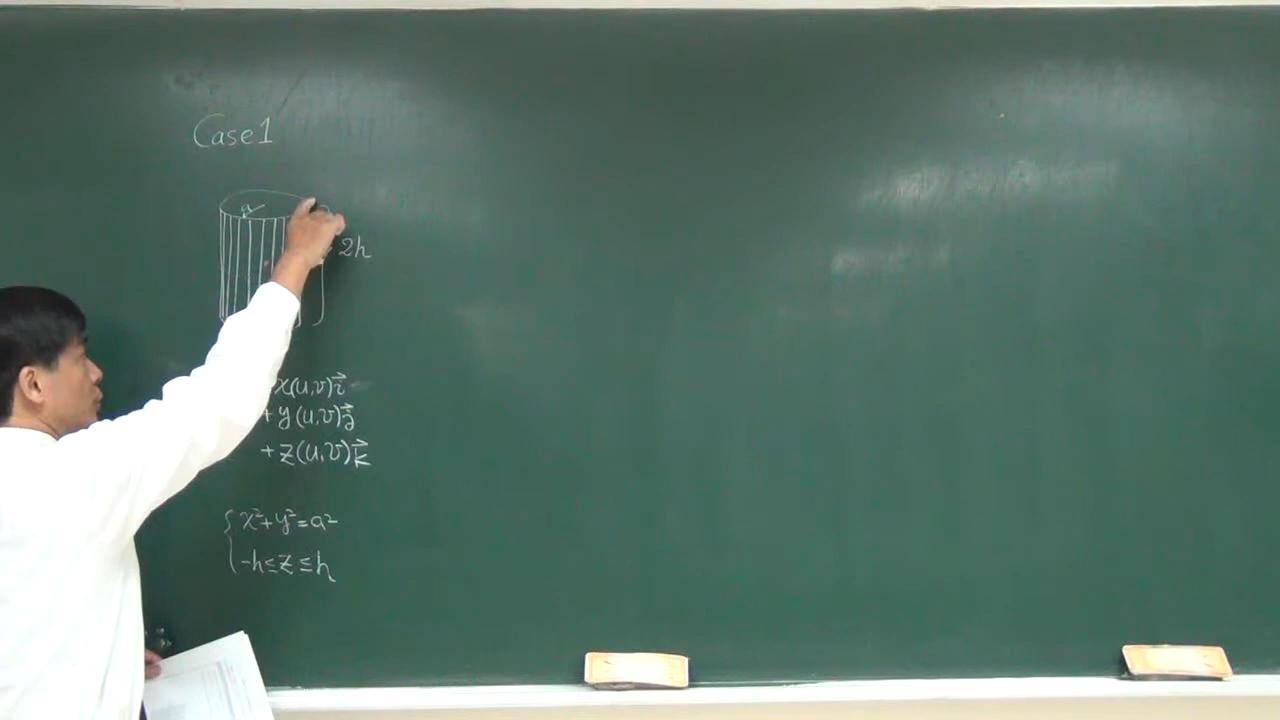 Case 1
a
2h
x(u,v)i⃗
+ y(u,v)j⃗
+ z(u,v)k⃗
{ x²+y²=a²
-h≤z≤h